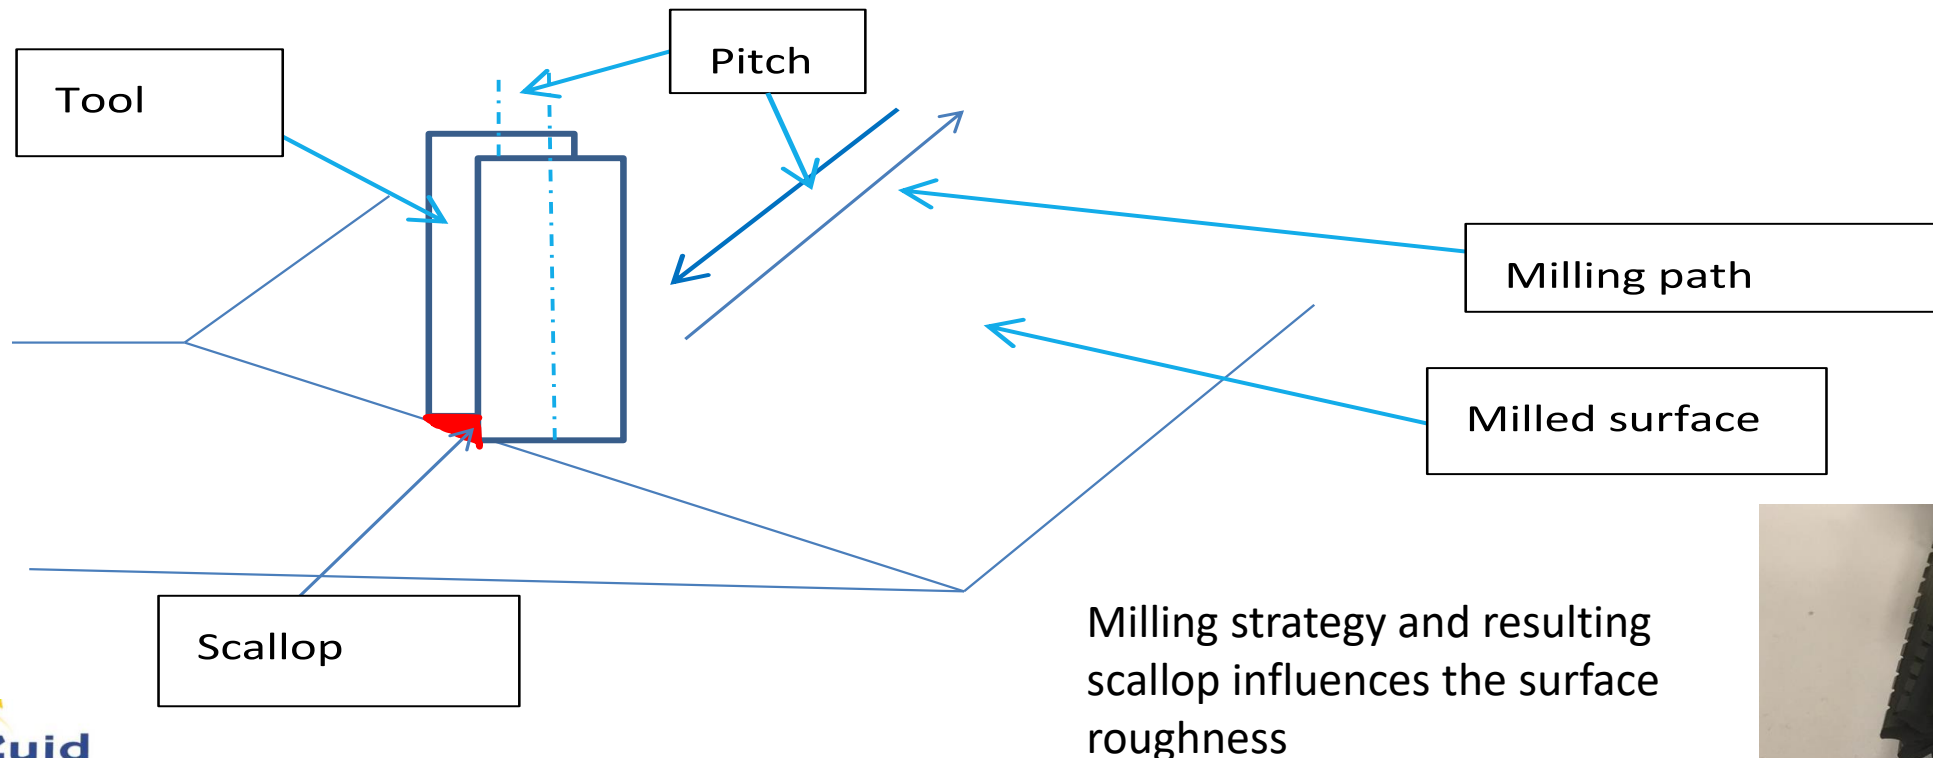 Pitch
Tool
Milling path
Milled surface
Scallop
Milling strategy and resulting
scallop influences the surface
roughness